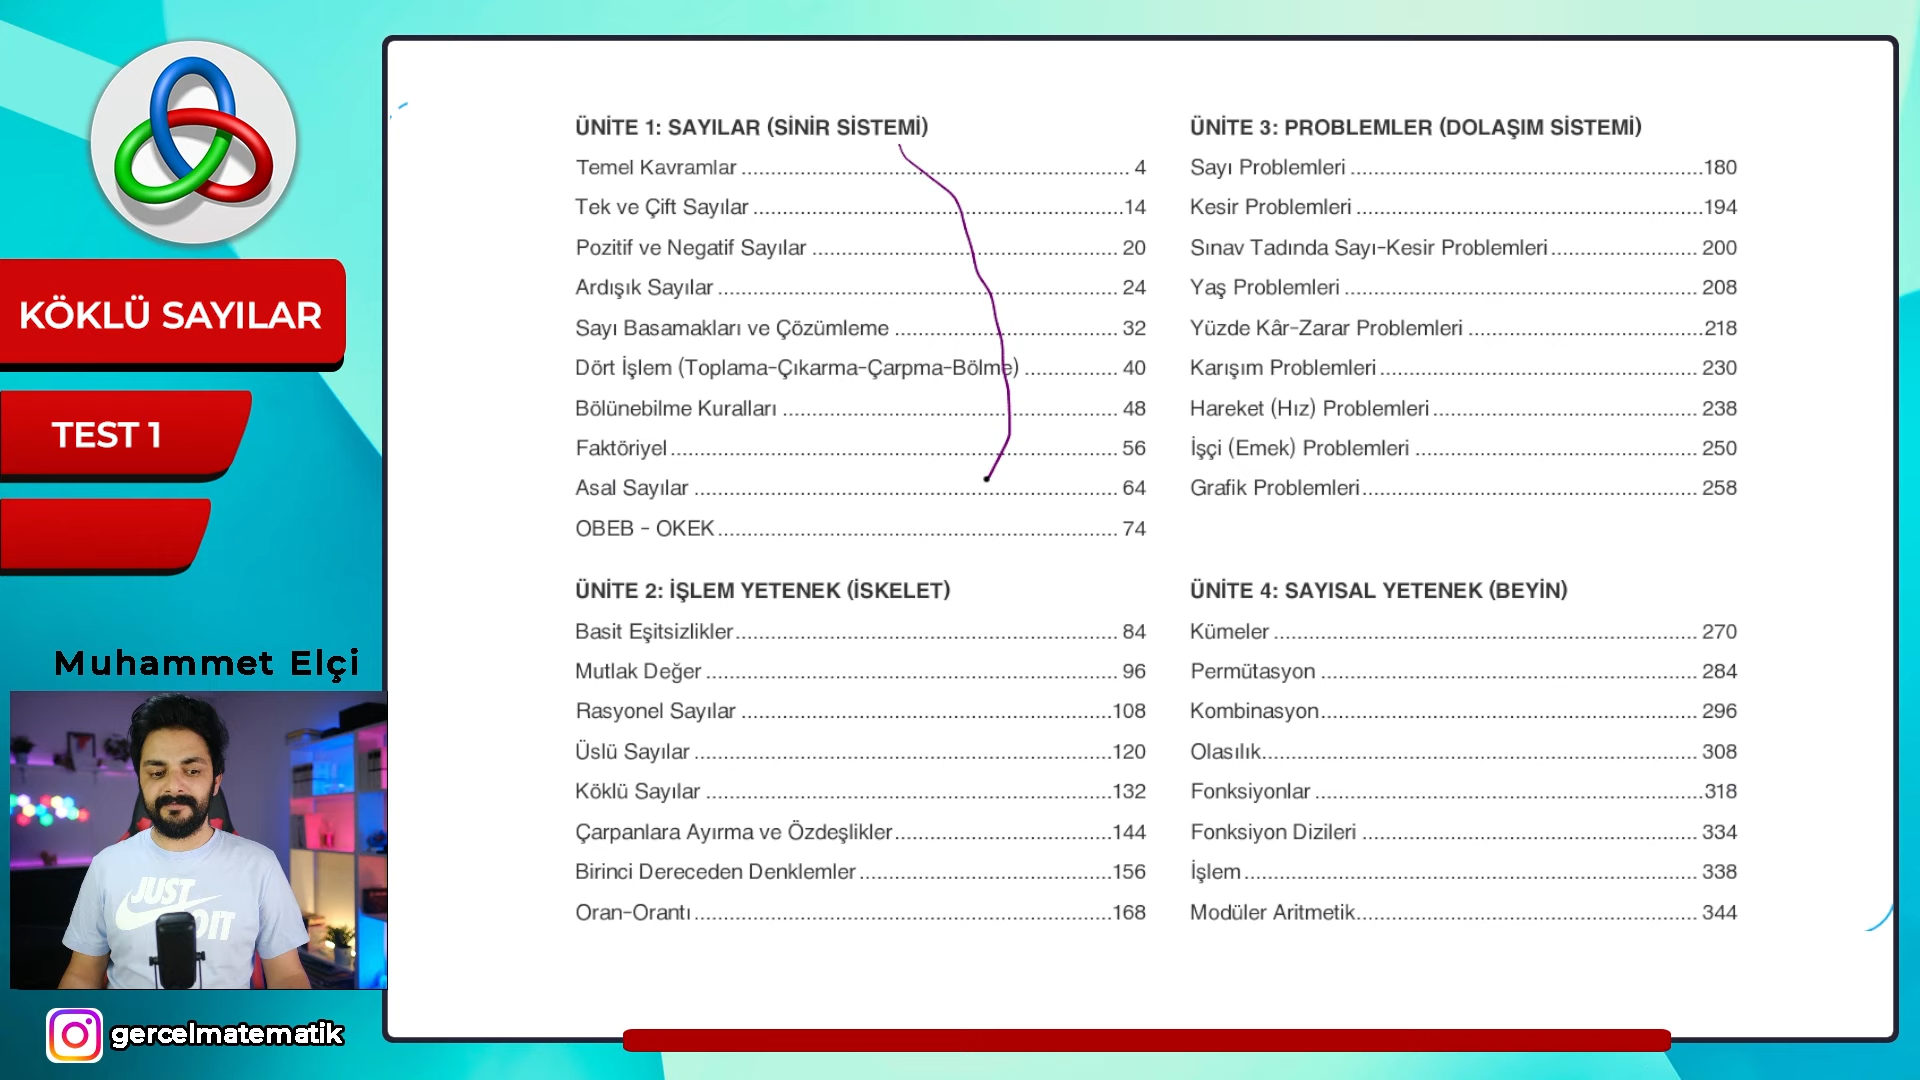 KÖKLÜ SAYILAR
TEST 1
Muhammet Elçi
JUST
DO IT
gercelmatematik
ÜNİTE 1: SAYILAR (SİNİR SİSTEMİ)
Temel Kavramlar 4
Tek ve Çift Sayılar 14
Pozitif ve Negatif Sayılar 20
Ardışık Sayılar 24
Sayı Basamakları ve Çözümleme 32
Dört İşlem (Toplama-Çıkarma-Çarpma-Bölme) 40
Bölünebilme Kuralları 48
Faktöriyel 56
Asal Sayılar 64
OBEB - OKEK 74
ÜNİTE 2: İŞLEM YETENEK (İSKELET)
Basit Eşitsizlikler 84
Mutlak Değer 96
Rasyonel Sayılar 108
Üslü Sayılar 120
Köklü Sayılar 132
Çarpanlara Ayırma ve Özdeşlikler 144
Birinci Dereceden Denklemler 156
Oran-Orantı 168
ÜNİTE 3: PROBLEMLER (DOLAŞIM SİSTEMİ)
Sayı Problemleri 180
Kesir Problemleri 194
Sınav Tadında Sayı-Kesir Problemleri 200
Yaş Problemleri 208
Yüzde Kâr-Zarar Problemleri 218
Karışım Problemleri 230
Hareket (Hız) Problemleri 238
İşçi (Emek) Problemleri 250
Grafik Problemleri 258
ÜNİTE 4: SAYISAL YETENEK (BEYİN)
Kümeler 270
Permütasyon 284
Kombinasyon 296
Olasılık 308
Fonksiyonlar 318
Fonksiyon Dizileri 334
İşlem 338
Modüler Aritmetik 344